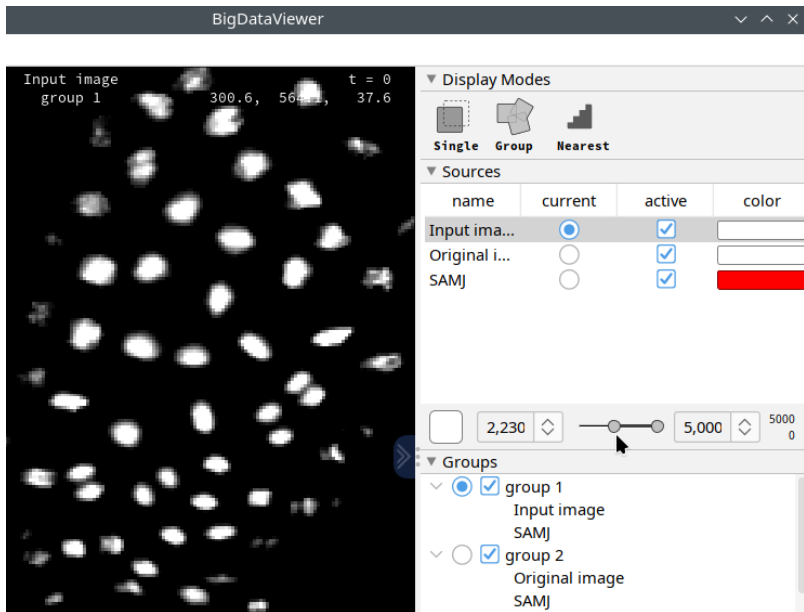 BigDataViewer
Input image t = 0
group 1 300.6, 564.1, 37.6
Display Modes
Single Group Nearest
Sources
name current active color
Input ima...
Original i...
SAMJ
2,230 5,000 5000
0
Groups
group 1
Input image
SAMJ
group 2
Original image
SAMJ